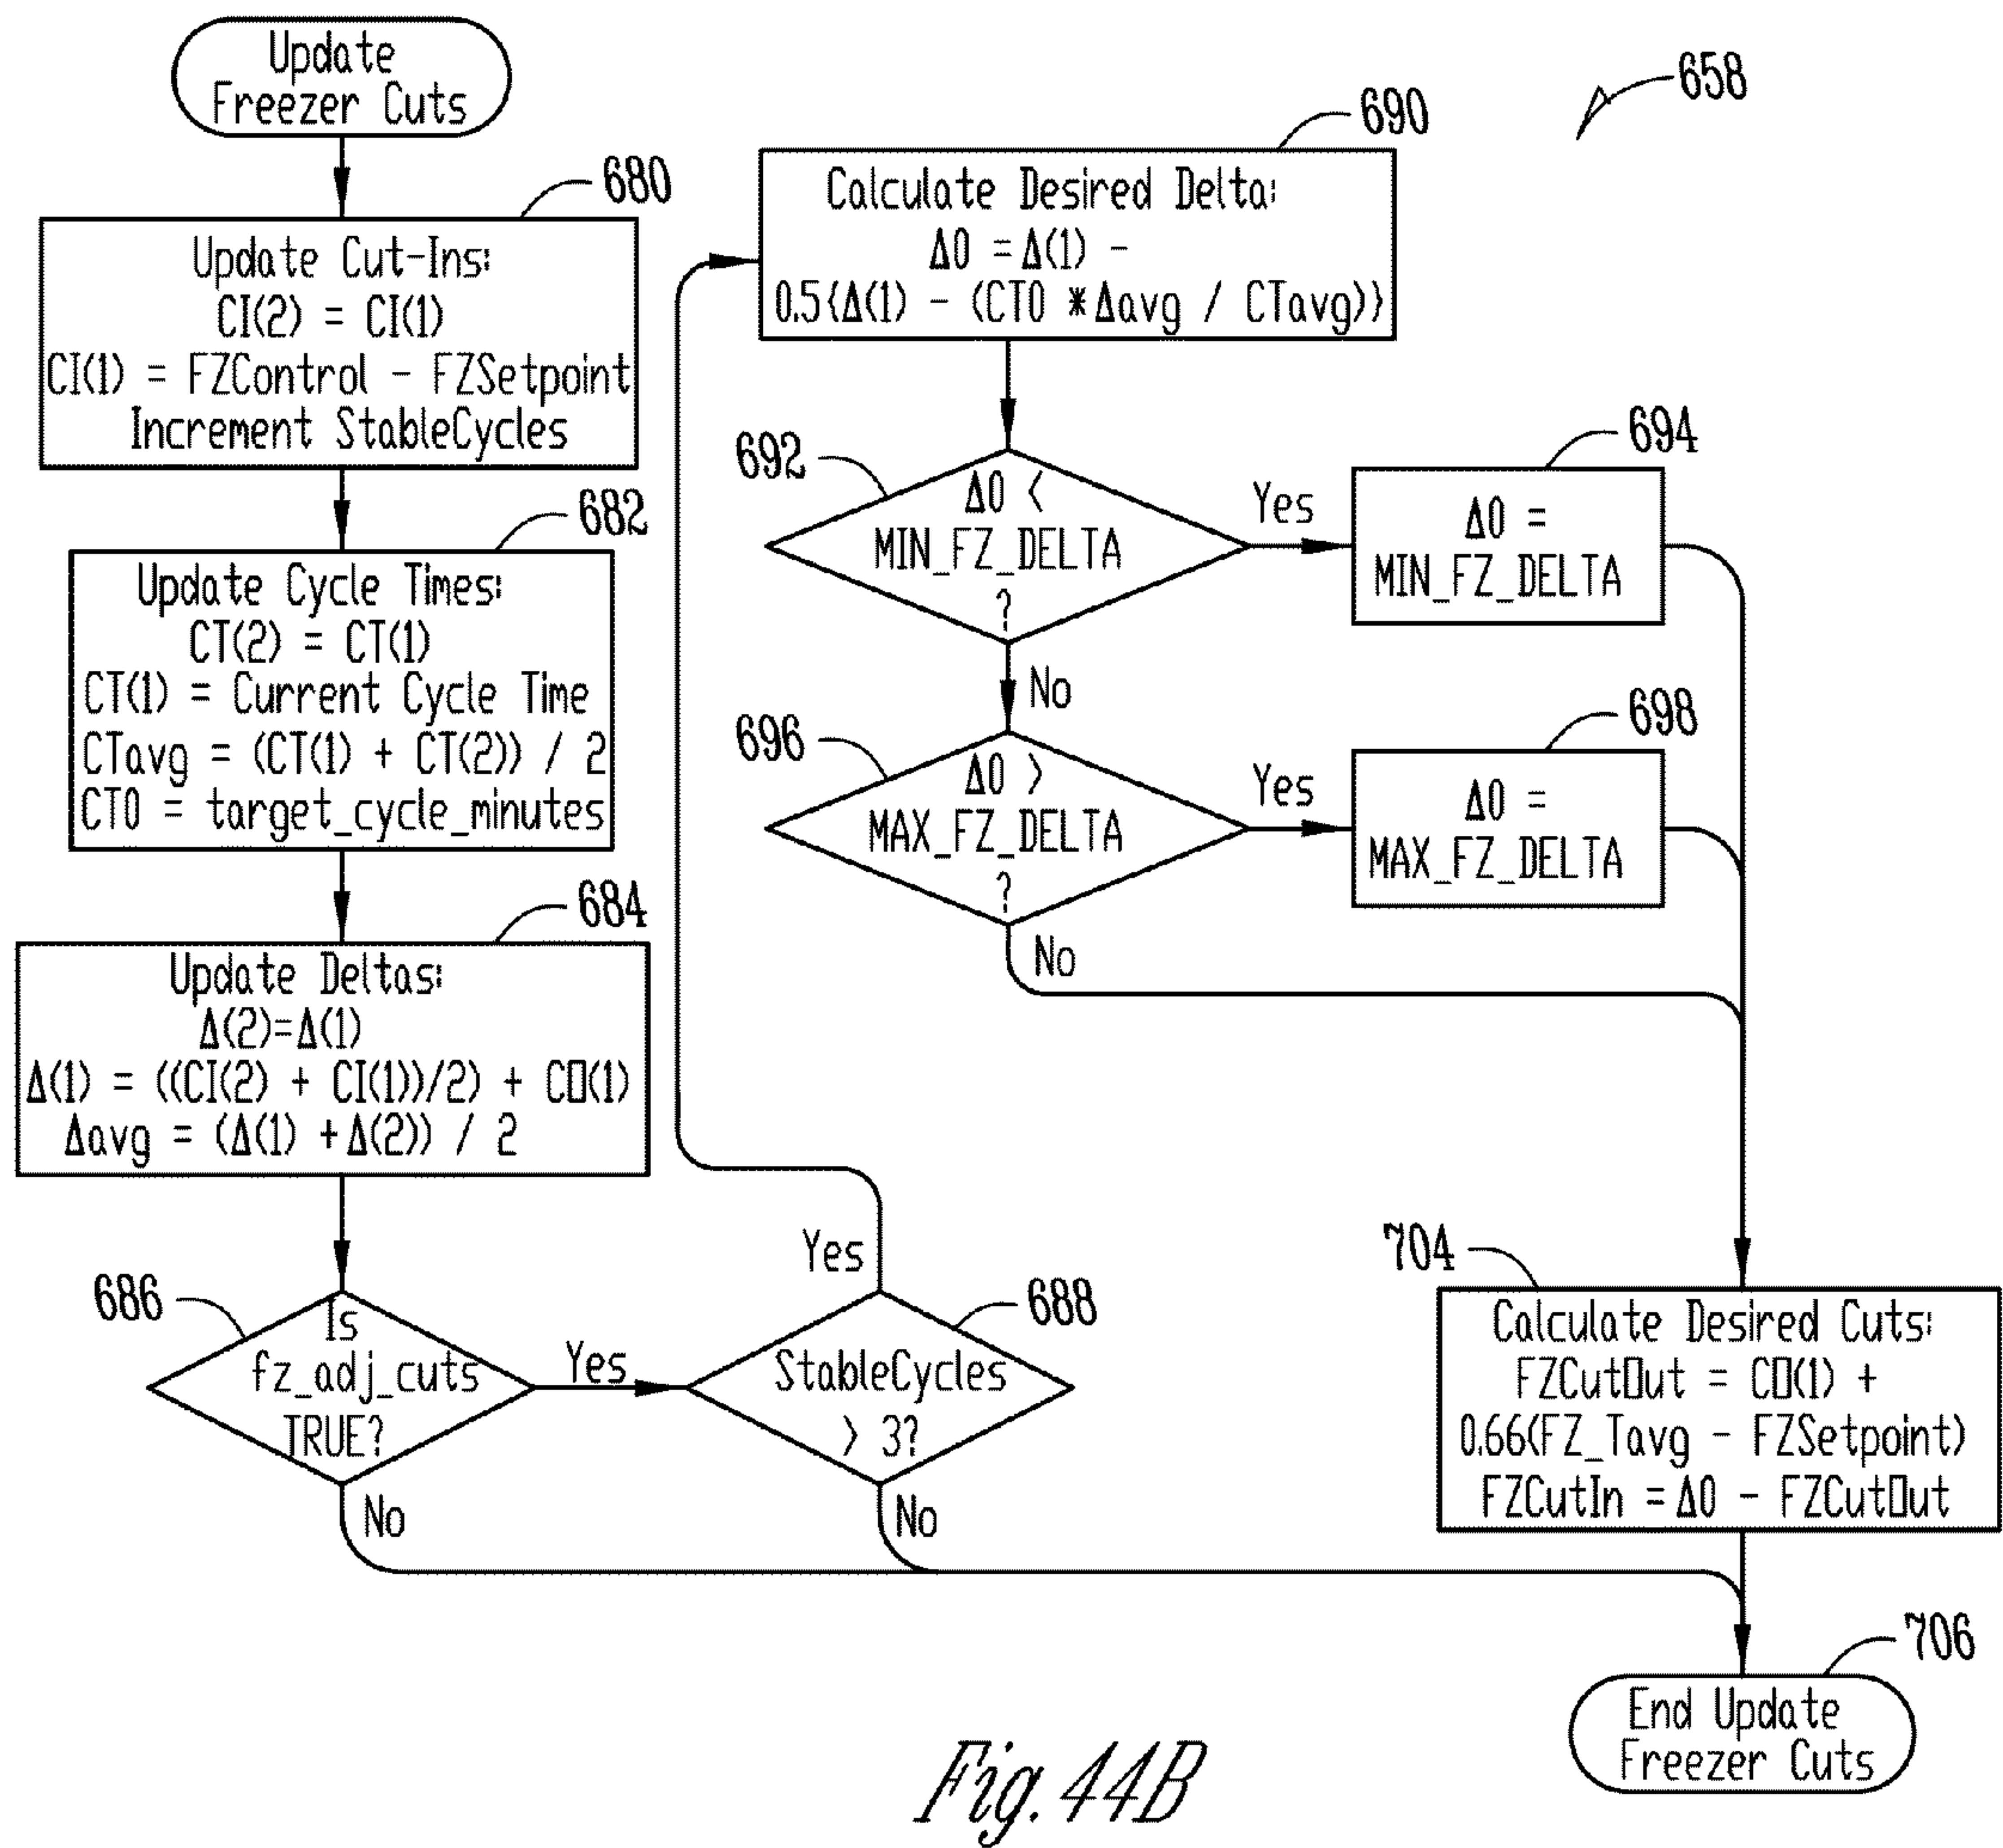 Update
Freezer Cuts
658
680
Update Cut-Ins:
CI(2) = CI(1)
CI(1) = FZControl - FZSetpoint
Increment StableCycles
682
Update Cycle Times:
CT(2) = CT(1)
CT(1) = Current Cycle Time
CTavg = (CT(1) + CT(2)) / 2
CT0 = target_cycle_minutes
684
Update Deltas:
Δ(2)=Δ(1)
Δ(1) = ((CI(2) + CI(1))/2) + CO(1)
Δavg = (Δ(1) +Δ(2)) / 2
686
Is
fz_adj_cuts
TRUE?
Yes
No
688
StableCycles
> 3?
Yes
No
690
Calculate Desired Delta:
Δ0 =Δ(1) -
0.5{Δ(1) - (CT0 *Δavg / CTavg)}
692
Δ0 <
MIN_FZ_DELTA
?
Yes
No
694
Δ0 =
MIN_FZ_DELTA
696
Δ0 >
MAX_FZ_DELTA
?
Yes
No
698
Δ0 =
MAX_FZ_DELTA
704
Calculate Desired Cuts:
FZCutOut = CO(1) +
0.66(FZ_Tavg - FZSetpoint)
FZCutIn =Δ0 - FZCutOut
706
End Update
Freezer Cuts
Fig. 44B